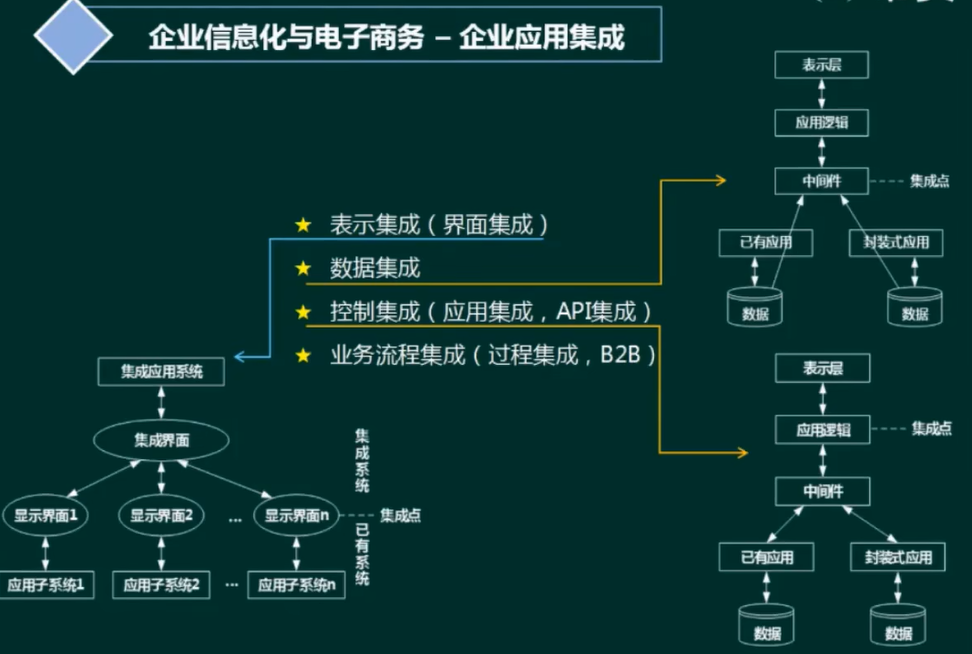 企业信息化与电子商务 – 企业应用集成
★ 表示集成（界面集成）
★ 数据集成
★ 控制集成（应用集成，API集成）
★ 业务流程集成（过程集成，B2B）
集成应用系统
集成界面
显示界面1
显示界面2
...
显示界面n
集成点
集成系统
已有系统
应用子系统1
应用子系统2
...
应用子系统n
表示层
应用逻辑
中间件
集成点
已有应用
封装式应用
数据
数据
表示层
应用逻辑
集成点
中间件
已有应用
封装式应用
数据
数据